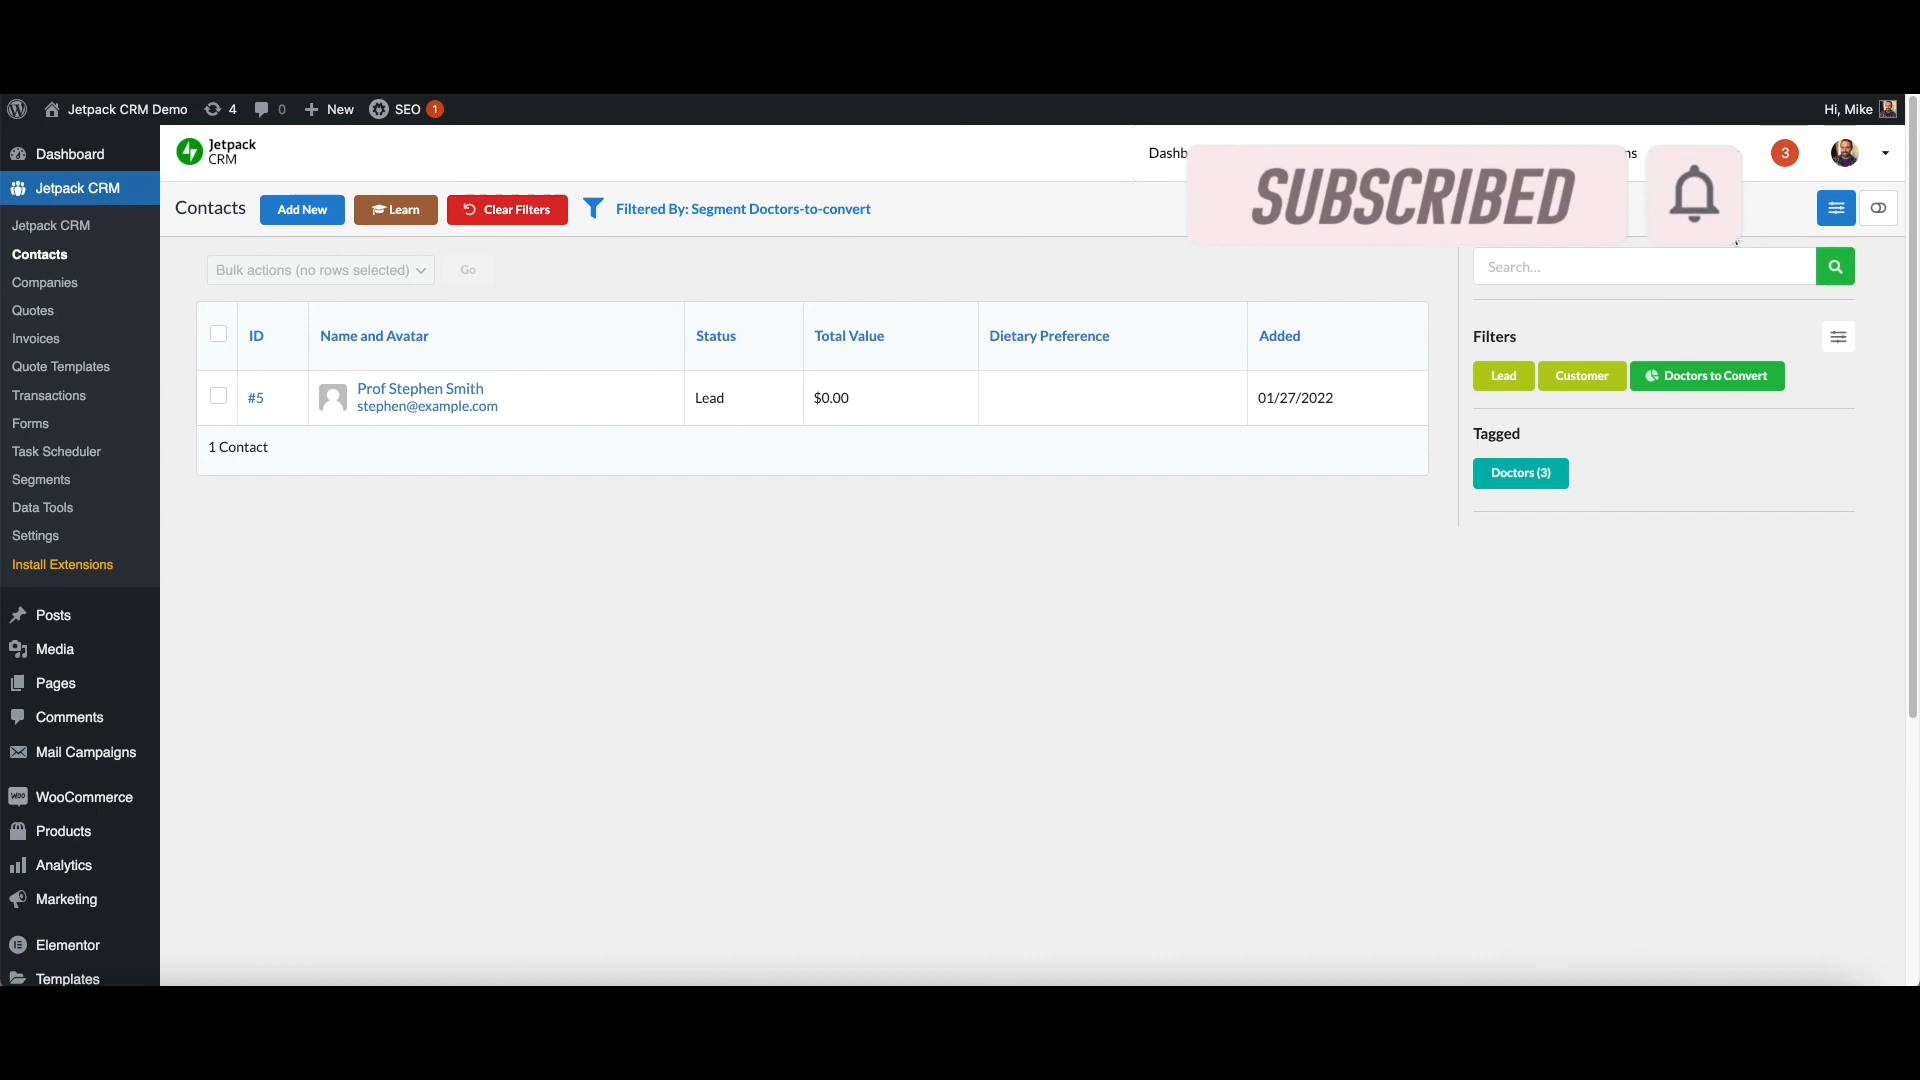 Jetpack CRM Demo 4 0 New SEO 1 Hi, Mike
Dashboard
Jetpack CRM
Jetpack CRM
Contacts
Companies
Quotes
Invoices
Quote Templates
Transactions
Forms
Task Scheduler
Segments
Data Tools
Settings
Install Extensions
Posts
Media
Pages
Comments
Mail Campaigns
WooCommerce
Products
Analytics
Marketing
Elementor
Templates
Jetpack
CRM
SUBSCRIBED
3
Contacts Add New Learn Clear Filters Filtered By: Segment Doctors-to-convert
Bulk actions (no rows selected) Go
ID Name and Avatar Status Total Value Dietary Preference Added
#5 Prof Stephen Smith Lead $0.00 01/27/2022
stephen@example.com
1 Contact
Search...
Filters
Lead Customer Doctors to Convert
Tagged
Doctors (3)